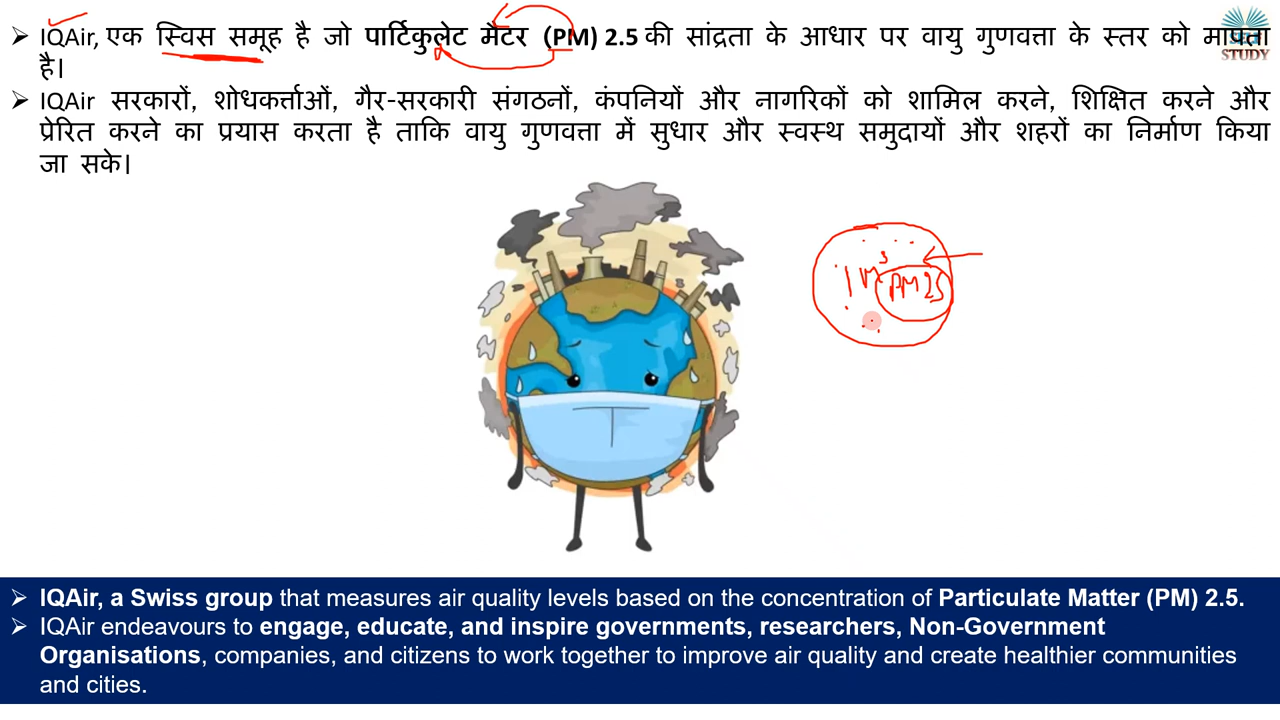 ➢ IQAir, एक स्विस समूह है जो पार्टिकुलेट मैटर (PM) 2.5 की सांद्रता के आधार पर वायु गुणवत्ता के स्तर को मापता
है।
➢ IQAir सरकारों, शोधकर्त्ताओं, गैर-सरकारी संगठनों, कंपनियों और नागरिकों को शामिल करने, शिक्षित करने और
प्रेरित करने का प्रयास करता है ताकि वायु गुणवत्ता में सुधार और स्वस्थ समुदायों और शहरों का निर्माण किया
जा सके।
STUDY
1 M³ PM 25
➢ IQAir, a Swiss group that measures air quality levels based on the concentration of Particulate Matter (PM) 2.5.
➢ IQAir endeavours to engage, educate, and inspire governments, researchers, Non-Government
Organisations, companies, and citizens to work together to improve air quality and create healthier communities
and cities.